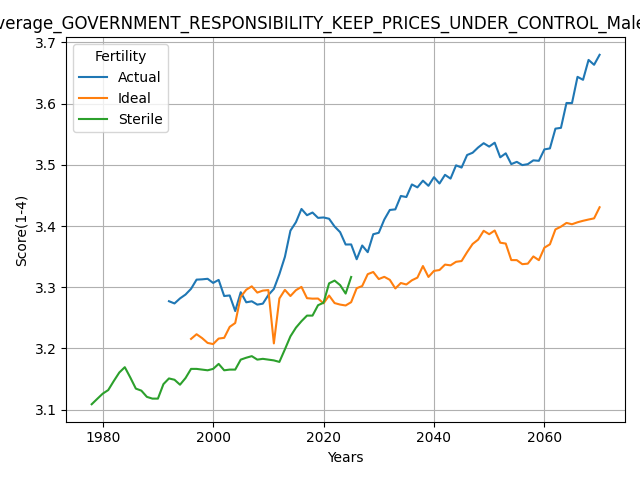 verage_GOVERNMENT_RESPONSIBILITY_KEEP_PRICES_UNDER_CONTROL_Male
Fertility
Actual
Ideal
Sterile
3.7
3.6
3.5
3.4
3.3
3.2
3.1
Score(1-4)
1980 2000 2020 2040 2060
Years